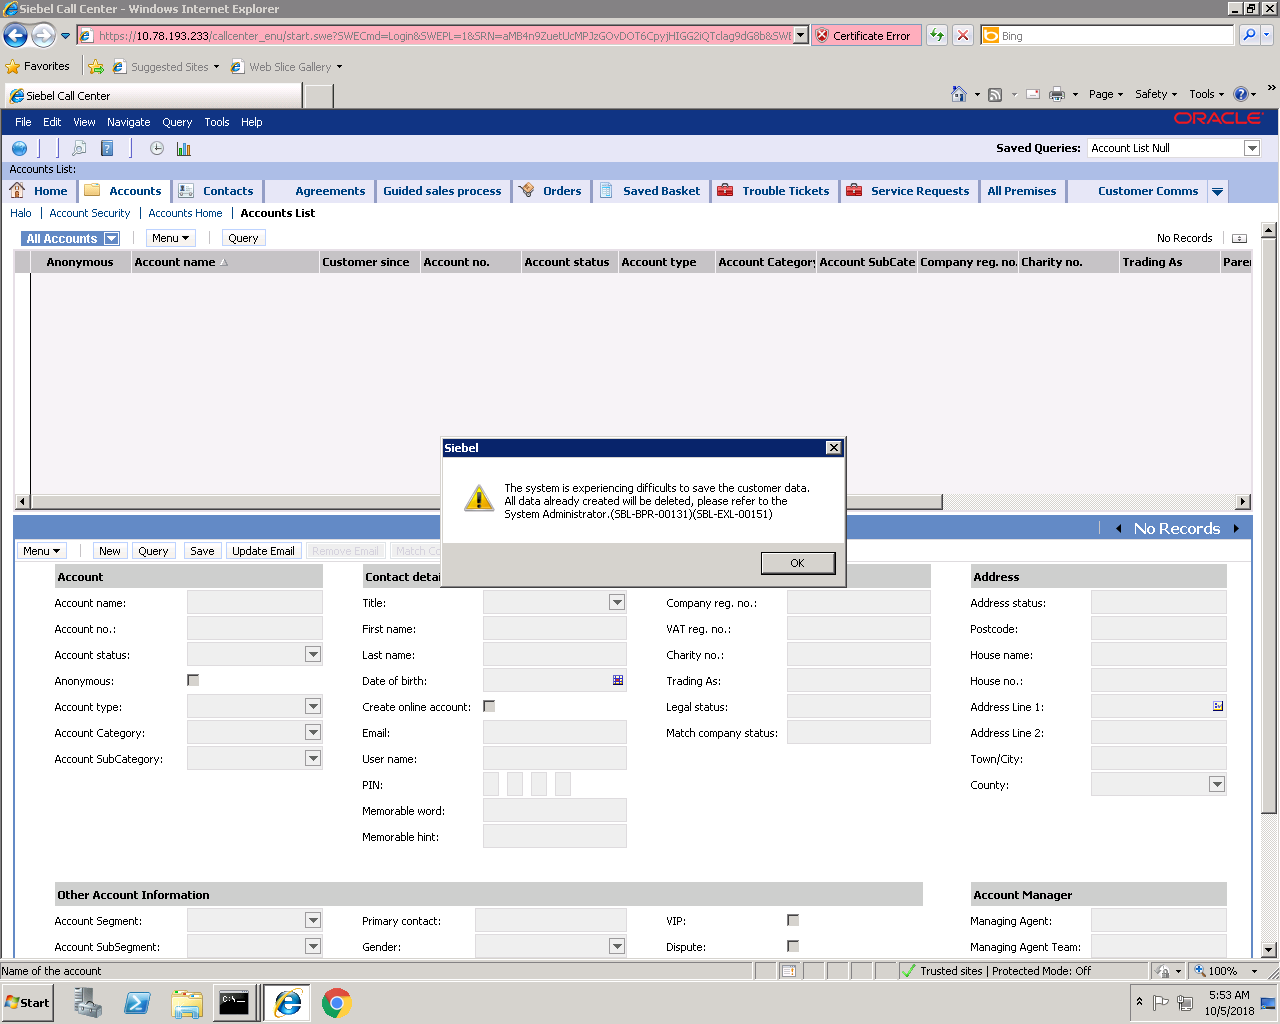 Siebel Call Center - Windows Internet Explorer
https://10.78.193.233/callcenter_enu/start.swe?SWECmd=Login&SWEPL=1&SRN=
Certificate Error
Bing
Favorites
Suggested Sites
Web Slice Gallery
Siebel Call Center
Page
Safety
Tools
File Edit View Navigate Query Tools Help
ORACLE
Saved Queries:
Account List Null
Accounts List:
Home
Accounts
Contacts
Agreements
Guided sales process
Orders
Saved Basket
Trouble Tickets
Service Requests
All Premises
Customer Comms
Halo | Account Security | Accounts Home | Accounts List
All Accounts
Menu
Query
No Records
Anonymous Account name Customer since Account no. Account status Account type Account Category Account SubCate Company reg. no. Charity no. Trading As Pare
Siebel
The system is experiencing difficults to save the customer data.
All data already created will be deleted, please refer to the
System Administrator.(SBL-BPR-00131)(SBL-EXL-00151)
OK
No Records
Menu
New
Query
Save
Update Email
Remove Email
Match Co
Account
Account name:
Account no.:
Account status:
Anonymous:
Account type:
Account Category:
Account SubCategory:
Contact detai
Title:
First name:
Last name:
Date of birth:
Create online account:
Email:
User name:
PIN:
Memorable word:
Memorable hint:
Company reg. no.:
VAT reg. no.:
Charity no.:
Trading As:
Legal status:
Match company status:
Address
Address status:
Postcode:
House name:
House no.:
Address Line 1:
Address Line 2:
Town/City:
County:
Other Account Information
Account Segment:
Account SubSegment:
Primary contact:
Gender:
VIP:
Dispute:
Account Manager
Managing Agent:
Managing Agent Team:
Name of the account
Trusted sites | Protected Mode: Off
100%
Start
5:53 AM
10/5/2018